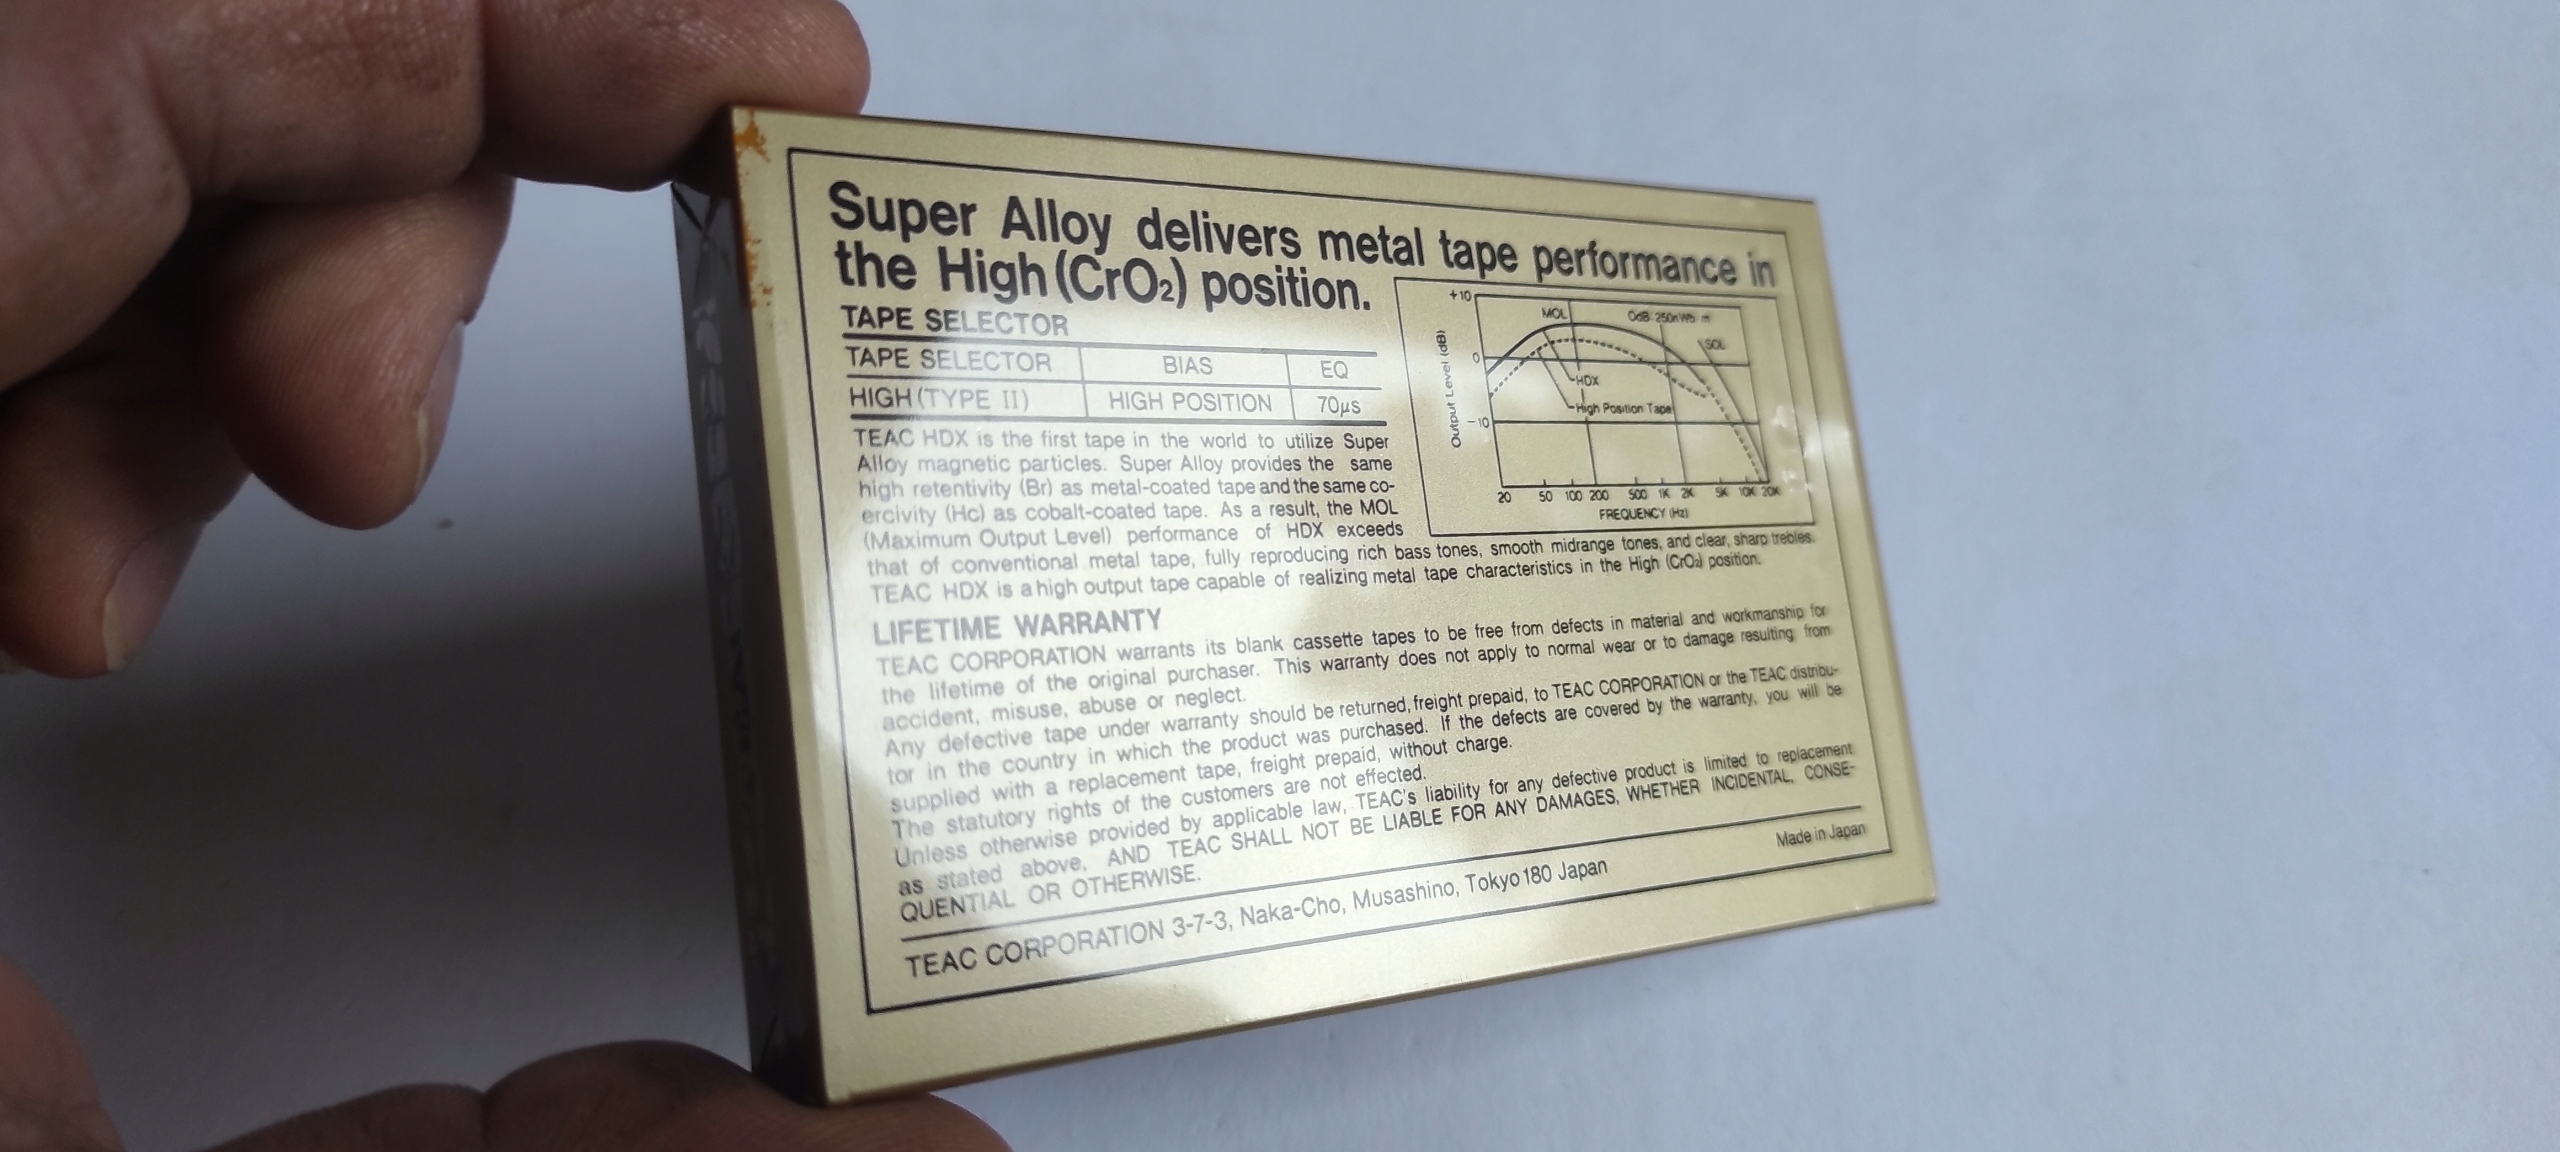 Super Alloy delivers metal tape performance in
the High (CrO₂) position.
TAPE SELECTOR
TAPE SELECTOR BIAS EQ
HIGH (TYPE II) HIGH POSITION 70µs
+10
0
-10
Output Level (dB)
MOL
0dB 250nWb m
SOL
HDX
High Position Tape
20 50 100 200 500 1K 2K 5K 10K 20K
FREQUENCY (Hz)
TEAC HDX is the first tape in the world to utilize Super
Alloy magnetic particles. Super Alloy provides the same
high retentivity (Br) as metal-coated tape and the same co-
ercivity (Hc) as cobalt-coated tape. As a result, the MOL
(Maximum Output Level) performance of HDX exceeds
that of conventional metal tape, fully reproducing rich bass tones, smooth midrange tones, and clear, sharp trebles.
TEAC HDX is a high output tape capable of realizing metal tape characteristics in the High (CrO₂) position.
LIFETIME WARRANTY
TEAC CORPORATION warrants its blank cassette tapes to be free from defects in material and workmanship for
the lifetime of the original purchaser. This warranty does not apply to normal wear or to damage resulting from
accident, misuse, abuse or neglect.
Any defective tape under warranty should be returned, freight prepaid, to TEAC CORPORATION or the TEAC distribu-
tor in the country in which the product was purchased. If the defects are covered by the warranty, you will be
supplied with a replacement tape, freight prepaid, without charge.
The statutory rights of the customers are not effected.
Unless otherwise provided by applicable law, TEAC's liability for any defective product is limited to replacement
as stated above, AND TEAC SHALL NOT BE LIABLE FOR ANY DAMAGES, WHETHER INCIDENTAL, CONSE-
QUENTIAL OR OTHERWISE.
TEAC CORPORATION 3-7-3, Naka-Cho, Musashino, Tokyo 180 Japan
Made in Japan